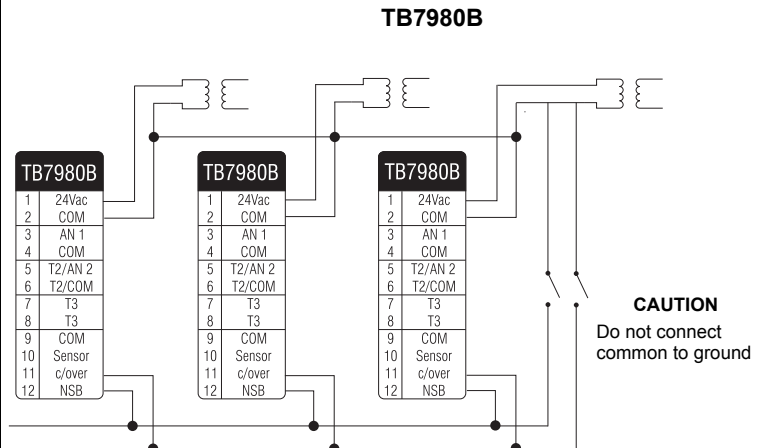 TB7980B
TB7980B
1 24Vac
2 COM
3 AN 1
4 COM
5 T2/AN 2
6 T2/COM
7 T3
8 T3
9 COM
10 Sensor
11 c/over
12 NSB
TB7980B
1 24Vac
2 COM
3 AN 1
4 COM
5 T2/AN 2
6 T2/COM
7 T3
8 T3
9 COM
10 Sensor
11 c/over
12 NSB
TB7980B
1 24Vac
2 COM
3 AN 1
4 COM
5 T2/AN 2
6 T2/COM
7 T3
8 T3
9 COM
10 Sensor
11 c/over
12 NSB
CAUTION
Do not connect
common to ground